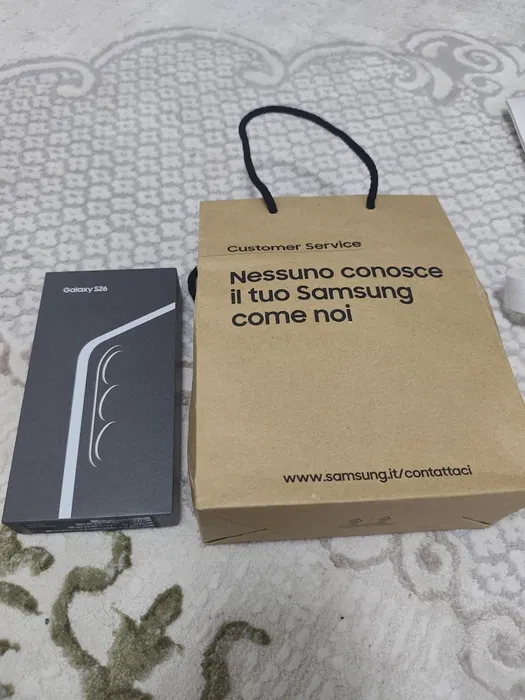 Galaxy S26
Customer Service
Nessuno conosce
il tuo Samsung
come noi
www.samsung.it/contattaci